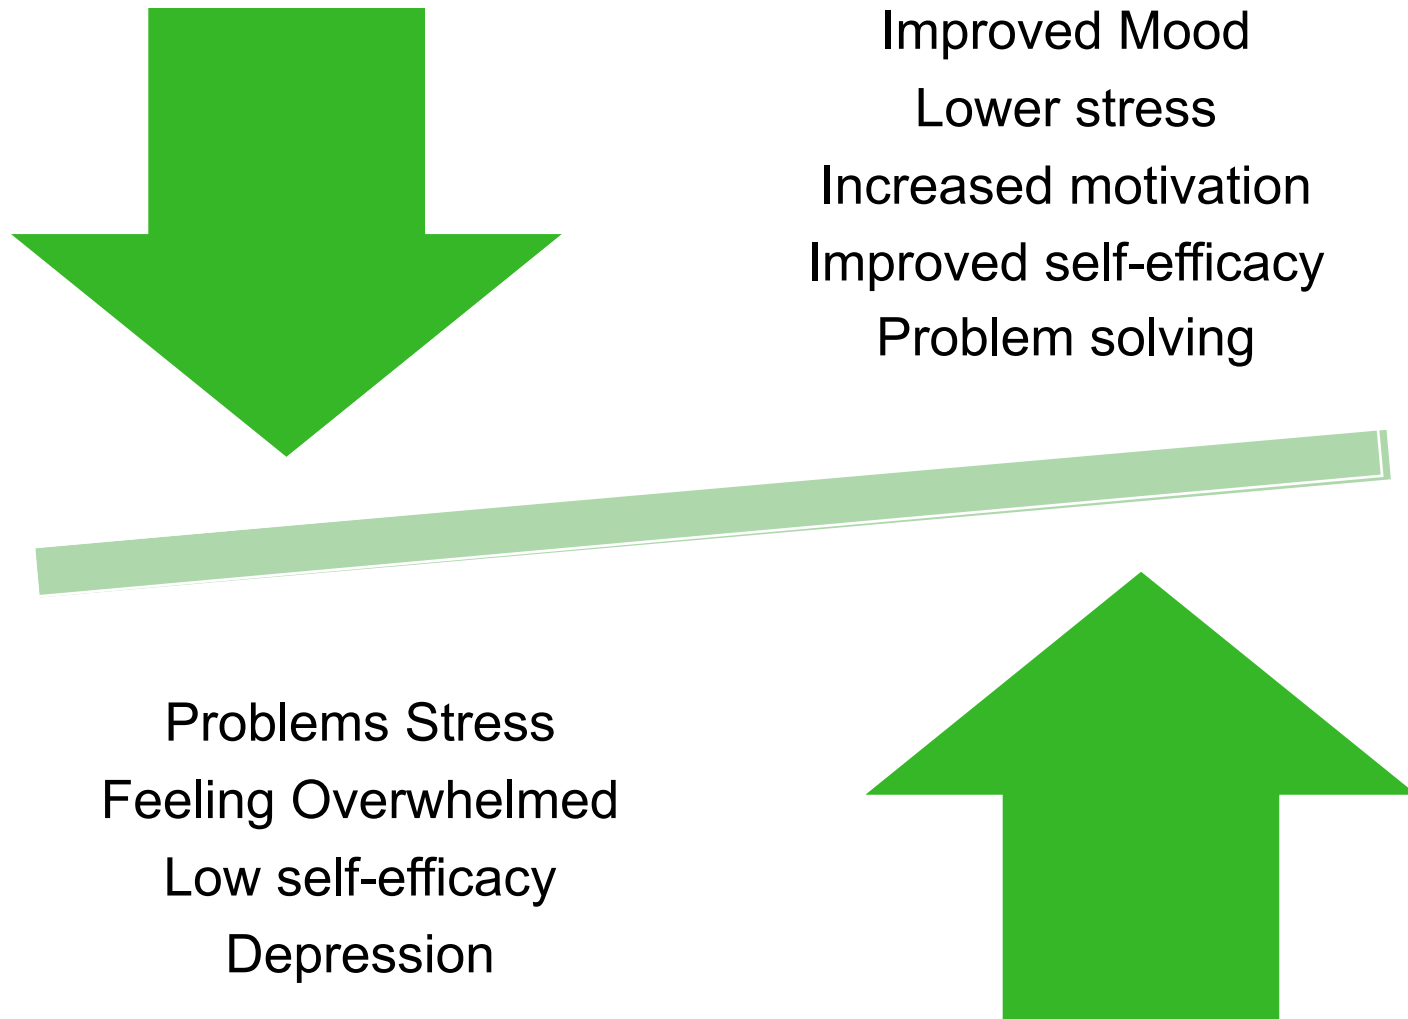 Improved Mood
Lower stress
Increased motivation
Improved self-efficacy
Problem solving
Problems Stress
Feeling Overwhelmed
Low self-efficacy
Depression